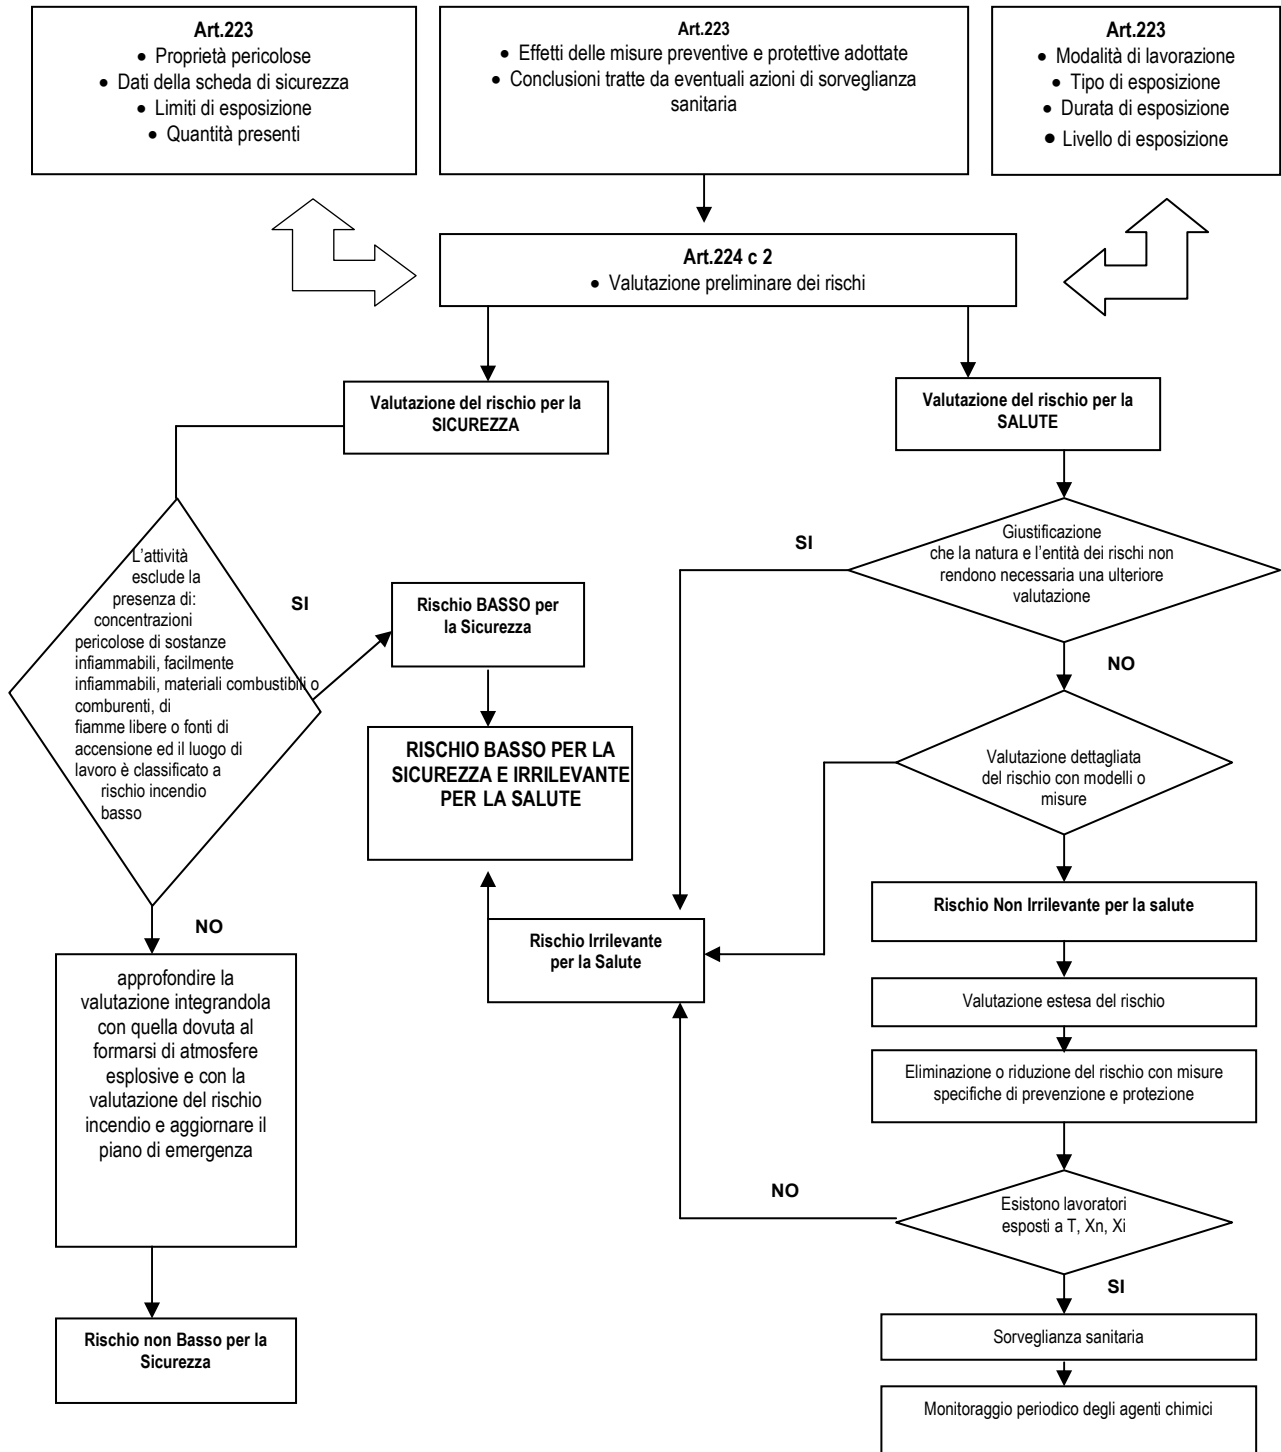 Art.223
• Proprietà pericolose
• Dati della scheda di sicurezza
• Limiti di esposizione
• Quantità presenti
Art.223
• Effetti delle misure preventive e protettive adottate
• Conclusioni tratte da eventuali azioni di sorveglianza
sanitaria
Art.223
• Modalità di lavorazione
• Tipo di esposizione
• Durata di esposizione
• Livello di esposizione
Art.224 c 2
• Valutazione preliminare dei rischi
Valutazione del rischio per la
SICUREZZA
Valutazione del rischio per la
SALUTE
L'attività
esclude la
presenza di:
concentrazioni
pericolose di sostanze
infiammabili, facilmente
infiammabili, materiali combustibili o
comburenti, di
fiamme libere o fonti di
accensione ed il luogo di
lavoro è classificato a
rischio incendio
basso
SI
Rischio BASSO per
la Sicurezza
SI
Giustificazione
che la natura e l'entità dei rischi non
rendono necessaria una ulteriore
valutazione
NO
RISCHIO BASSO PER LA
SICUREZZA E IRRILEVANTE
PER LA SALUTE
Valutazione dettagliata
del rischio con modelli o
misure
NO
Rischio Irrilevante
per la Salute
Rischio Non Irrilevante per la salute
approfondire la
valutazione integrandola
con quella dovuta al
formarsi di atmosfere
esplosive e con la
valutazione del rischio
incendio e aggiornare il
piano di emergenza
Valutazione estesa del rischio
Eliminazione o riduzione del rischio con misure
specifiche di prevenzione e protezione
NO
Esistono lavoratori
esposti a T, Xn, Xi
SI
Rischio non Basso per la
Sicurezza
Sorveglianza sanitaria
Monitoraggio periodico degli agenti chimici